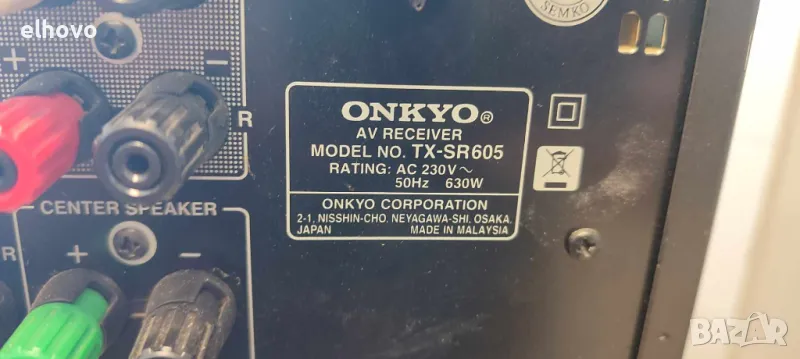 elhovo
SEMKO
+
−
R
ONKYO®
AV RECEIVER
MODEL NO. TX-SR605
RATING: AC 230V ~
50Hz 630W
ONKYO CORPORATION
2-1, NISSHIN-CHO, NEYAGAWA-SHI, OSAKA,
JAPAN MADE IN MALAYSIA
CENTER SPEAKER
R
+ −
BAZAR